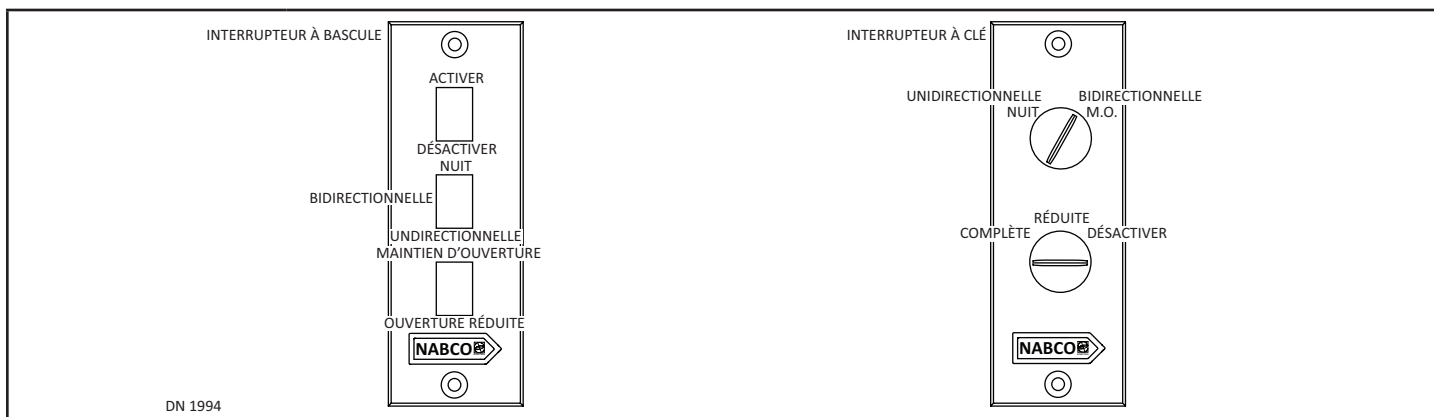 INTERRUPTEUR À BASCULE
ACTIVER
DÉSACTIVER
NUIT
BIDIRECTIONNELLE
UNDIRECTIONNELLE
MAINTIEN D'OUVERTURE
OUVERTURE RÉDUITE
NABCO
DN 1994
INTERRUPTEUR À CLÉ
UNIDIRECTIONNELLE BIDIRECTIONNELLE
NUIT M.O.
RÉDUITE
COMPLÈTE DÉSACTIVER
NABCO